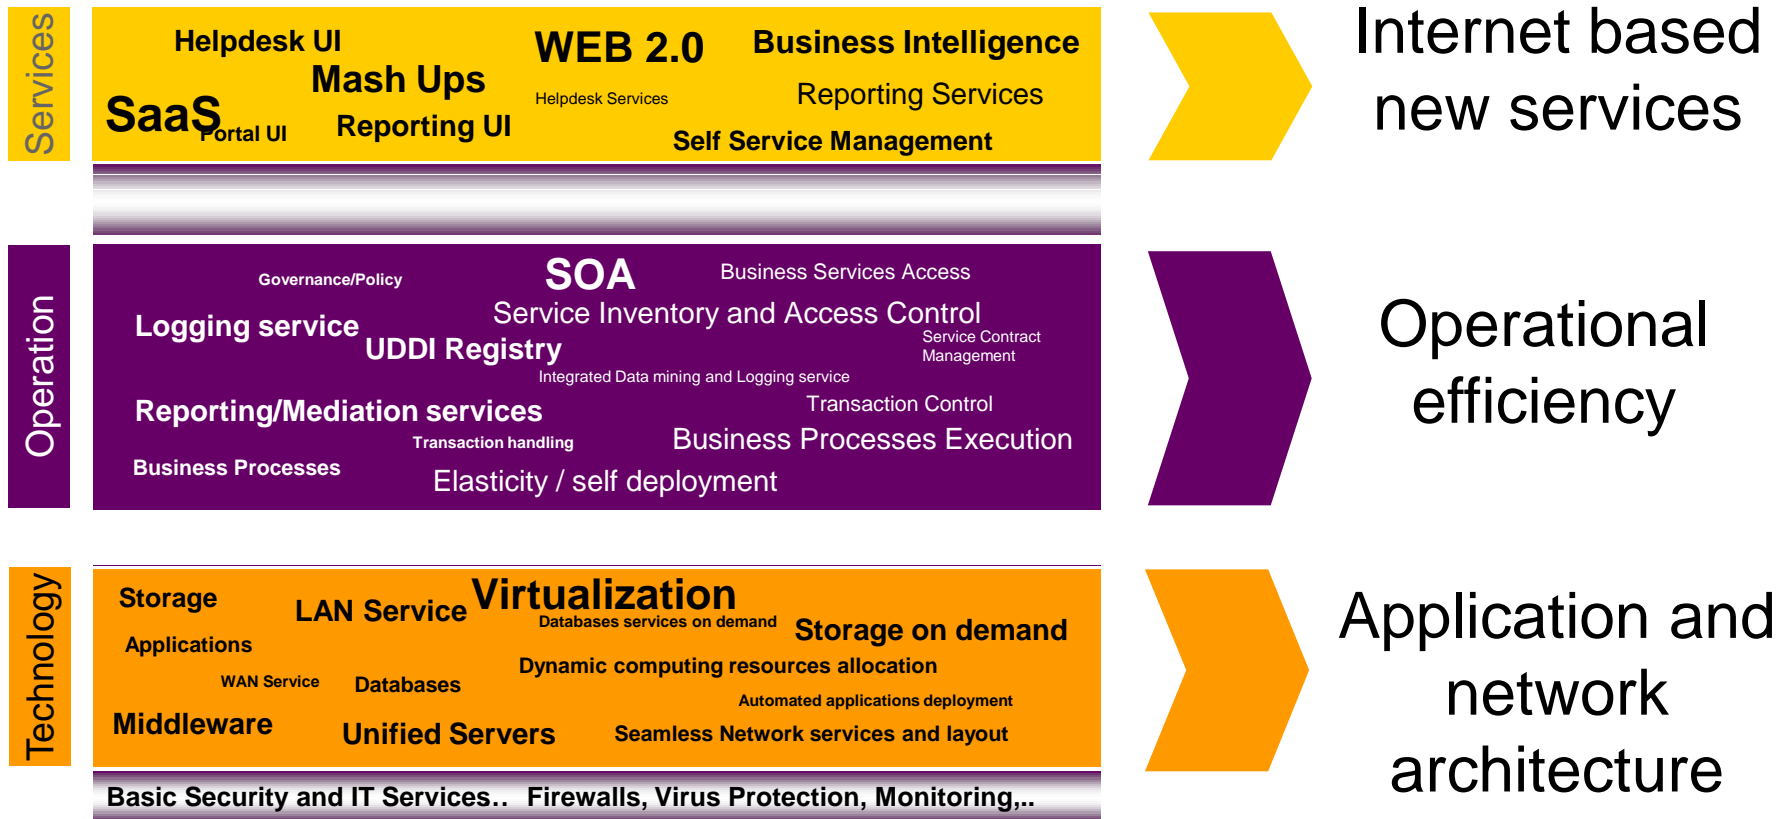 Services
Helpdesk UI
WEB 2.0
Business Intelligence
Mash Ups
Helpdesk Services
Reporting Services
SaaS
Portal UI
Reporting UI
Self Service Management
Internet based
new services
Operation
Governance/Policy
SOA
Business Services Access
Service Inventory and Access Control
Logging service
UDDI Registry
Service Contract
Management
Integrated Data mining and Logging service
Reporting/Mediation services
Transaction Control
Transaction handling
Business Processes Execution
Business Processes
Elasticity / self deployment
Operational
efficiency
Technology
Storage
LAN Service
Virtualization
Databases services on demand
Storage on demand
Applications
Dynamic computing resources allocation
WAN Service
Databases
Automated applications deployment
Middleware
Unified Servers
Seamless Network services and layout
Application and
network
architecture
Basic Security and IT Services.. Firewalls, Virus Protection, Monitoring,..